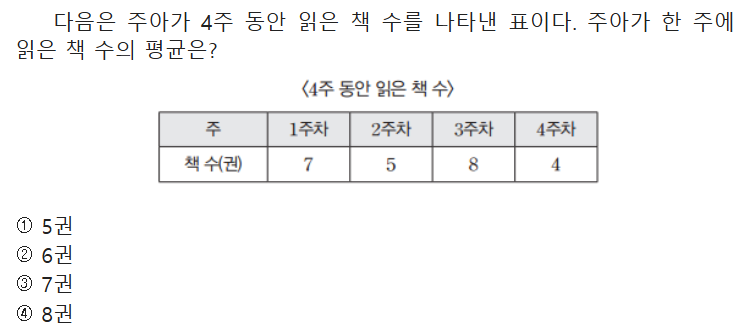 다음은 주아가 4주 동안 읽은 책 수를 나타낸 표이다. 주아가 한 주에
읽은 책 수의 평균은?
〈4주 동안 읽은 책 수〉
주 1주차 2주차 3주차 4주차
책 수(권) 7 5 8 4
① 5권
② 6권
③ 7권
④ 8권